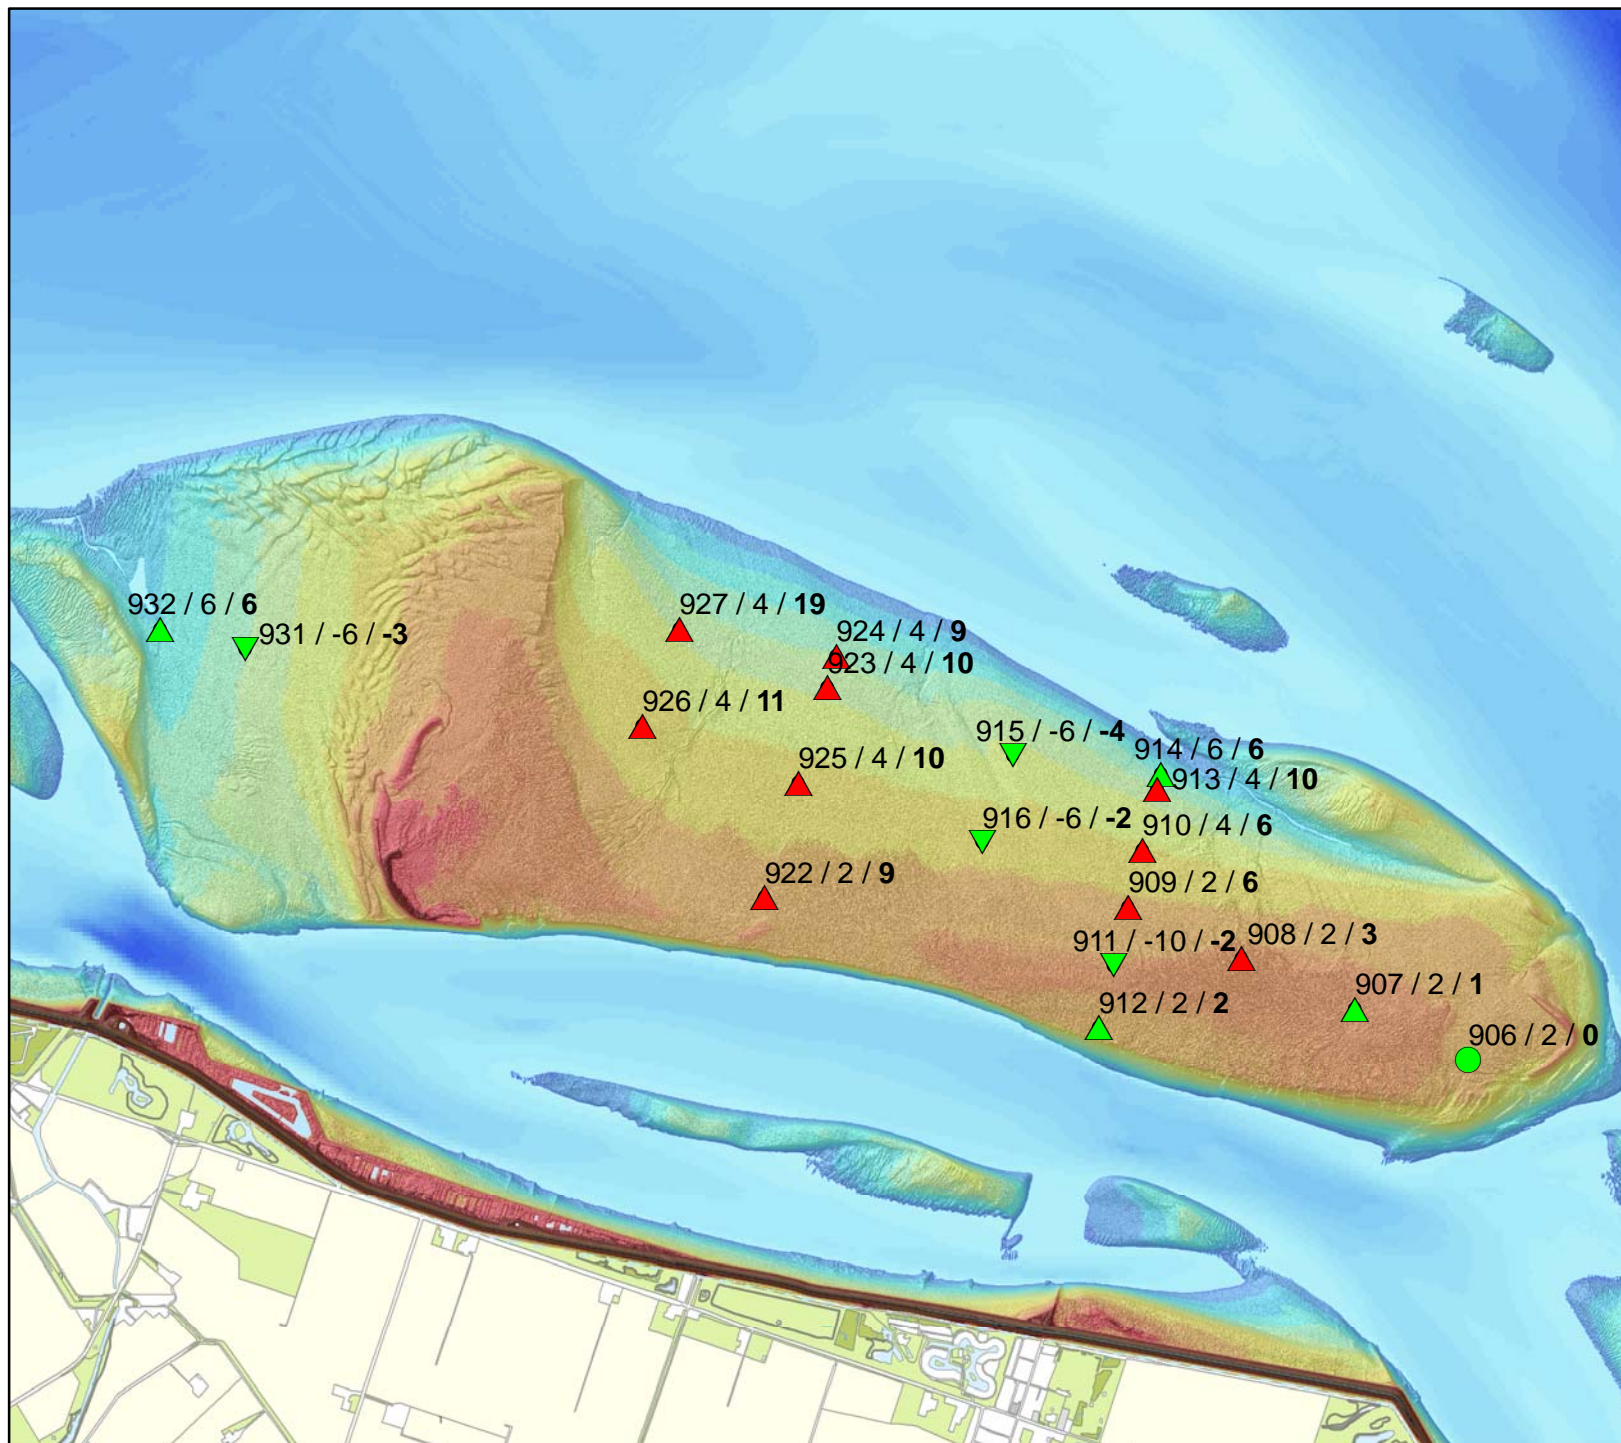 932 / 6 / 6
931 / -6 / -3
927 / 4 / 19
924 / 4 / 9
923 / 4 / 10
926 / 4 / 11
925 / 4 / 10
915 / -6 / -4
914 / 6 / 6
913 / 4 / 10
916 / -6 / -2
910 / 4 / 6
922 / 2 / 9
909 / 2 / 6
911 / -10 / -2
908 / 2 / 3
907 / 2 / 1
912 / 2 / 2
906 / 2 / 0